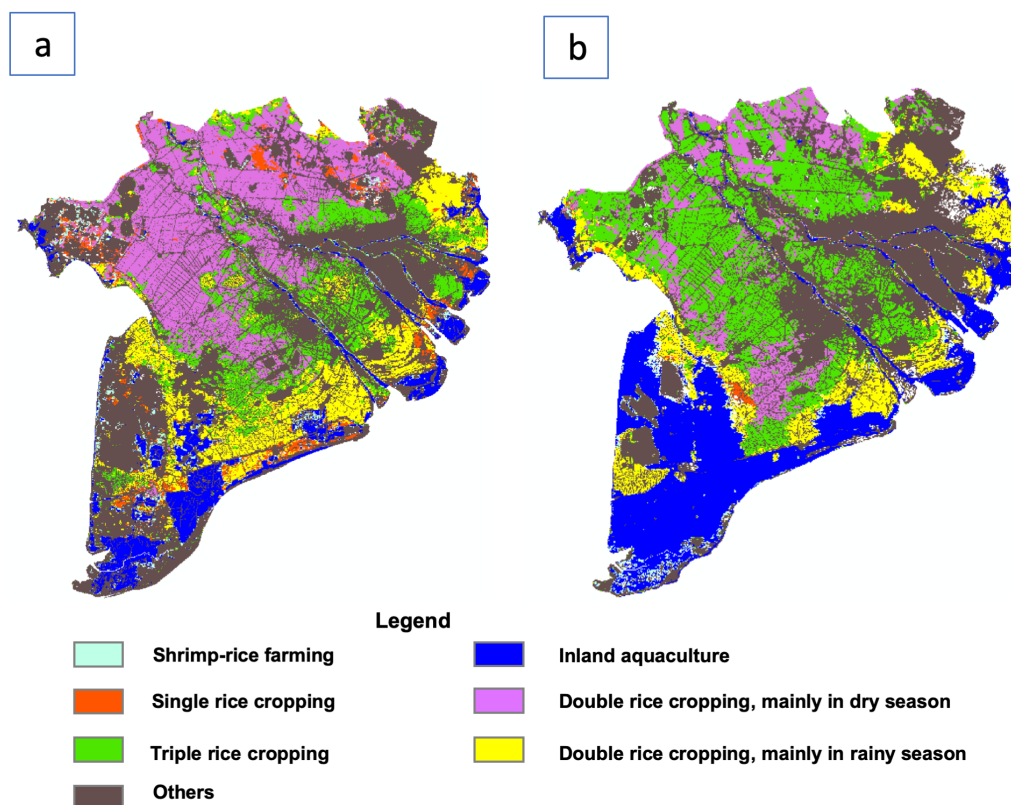 a
b
Legend
Shrimp-rice farming
Inland aquaculture
Single rice cropping
Double rice cropping, mainly in dry season
Triple rice cropping
Double rice cropping, mainly in rainy season
Others